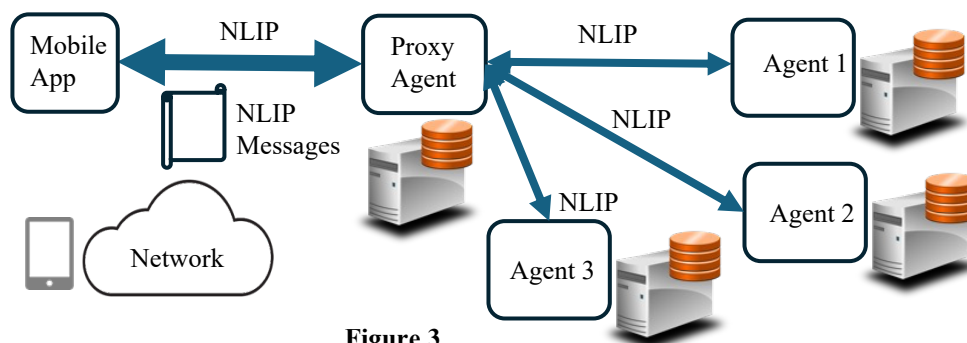 Mobile
App
NLIP
NLIP
Messages
Proxy
Agent
NLIP
Agent 1
NLIP
Agent 2
NLIP
Agent 3
Network
Figure 3